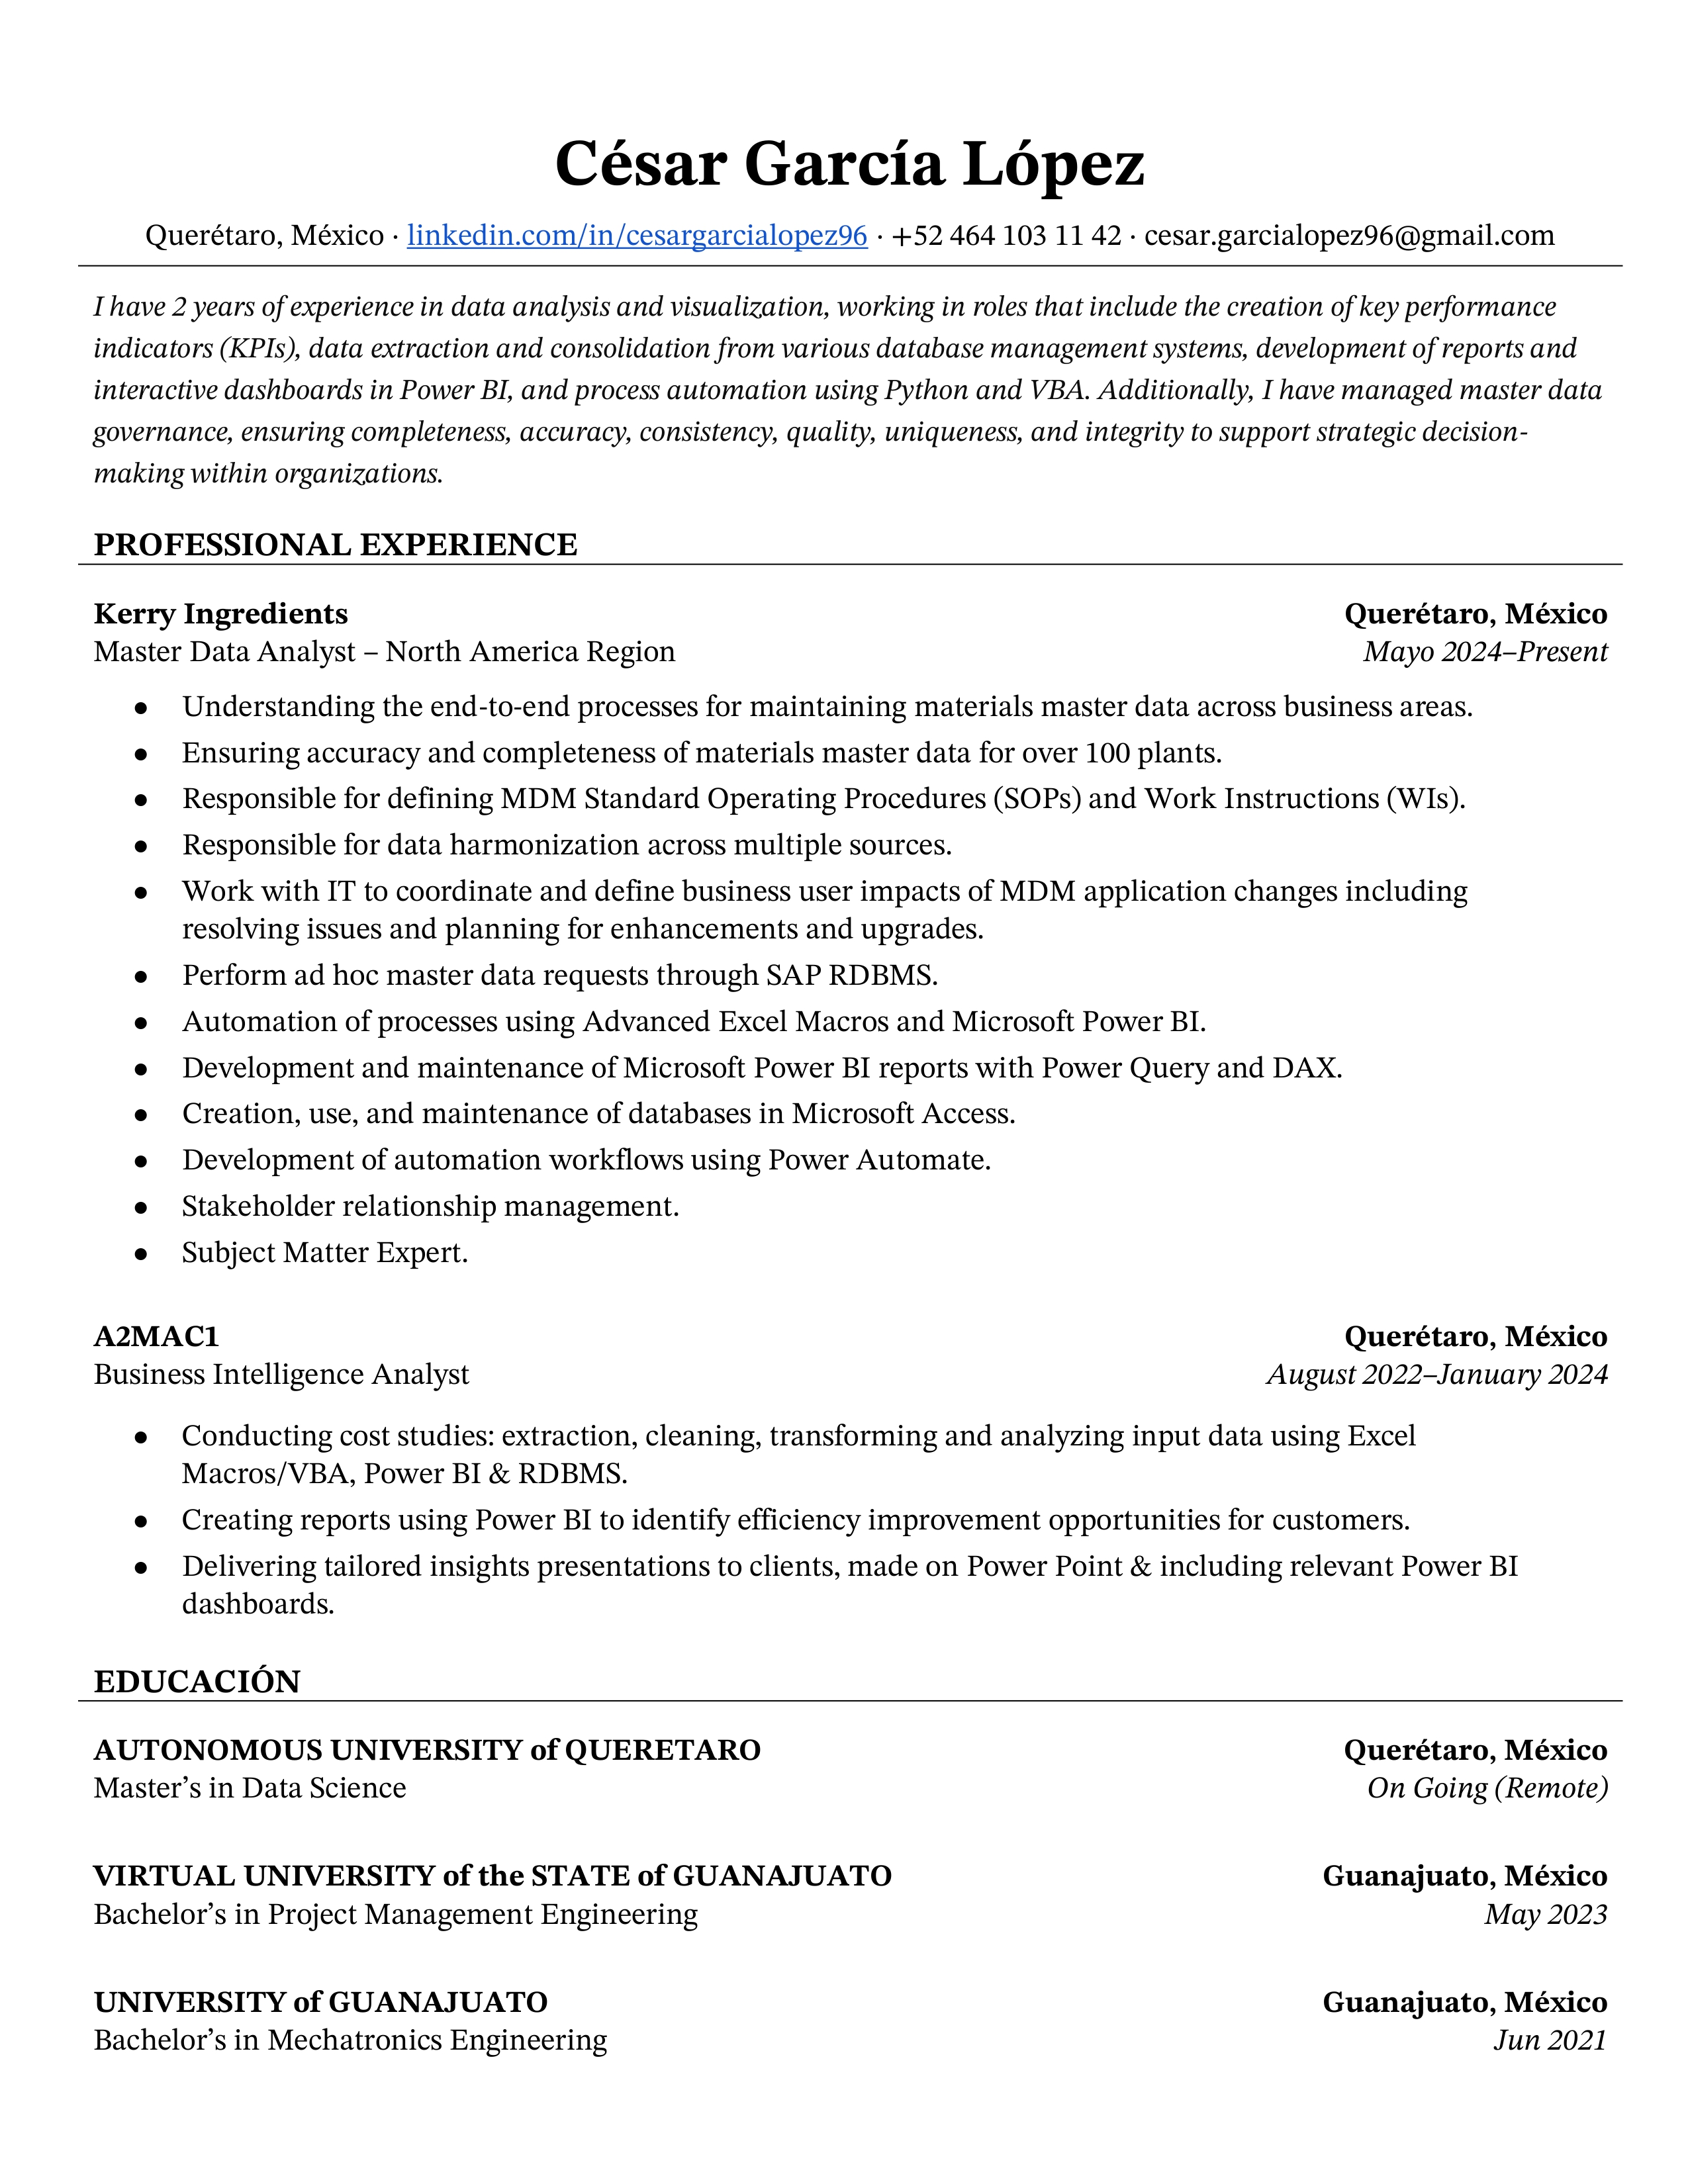 César García López
Querétaro, México · linkedin.com/in/cesargarcialopez96 · +52 464 103 11 42 · cesar.garcialopez96@gmail.com
I have 2 years of experience in data analysis and visualization, working in roles that include the creation of key performance
indicators (KPIs), data extraction and consolidation from various database management systems, development of reports and
interactive dashboards in Power BI, and process automation using Python and VBA. Additionally, I have managed master data
governance, ensuring completeness, accuracy, consistency, quality, uniqueness, and integrity to support strategic decision-
making within organizations.
PROFESSIONAL EXPERIENCE
Kerry Ingredients Querétaro, México
Master Data Analyst – North America Region Mayo 2024–Present
● Understanding the end-to-end processes for maintaining materials master data across business areas.
● Ensuring accuracy and completeness of materials master data for over 100 plants.
● Responsible for defining MDM Standard Operating Procedures (SOPs) and Work Instructions (WIs).
● Responsible for data harmonization across multiple sources.
● Work with IT to coordinate and define business user impacts of MDM application changes including
resolving issues and planning for enhancements and upgrades.
● Perform ad hoc master data requests through SAP RDBMS.
● Automation of processes using Advanced Excel Macros and Microsoft Power BI.
● Development and maintenance of Microsoft Power BI reports with Power Query and DAX.
● Creation, use, and maintenance of databases in Microsoft Access.
● Development of automation workflows using Power Automate.
● Stakeholder relationship management.
● Subject Matter Expert.
A2MAC1 Querétaro, México
Business Intelligence Analyst August 2022–January 2024
● Conducting cost studies: extraction, cleaning, transforming and analyzing input data using Excel
Macros/VBA, Power BI & RDBMS.
● Creating reports using Power BI to identify efficiency improvement opportunities for customers.
● Delivering tailored insights presentations to clients, made on Power Point & including relevant Power BI
dashboards.
EDUCACIÓN
AUTONOMOUS UNIVERSITY of QUERETARO Querétaro, México
Master’s in Data Science On Going (Remote)
VIRTUAL UNIVERSITY of the STATE of GUANAJUATO Guanajuato, México
Bachelor’s in Project Management Engineering May 2023
UNIVERSITY of GUANAJUATO Guanajuato, México
Bachelor’s in Mechatronics Engineering Jun 2021